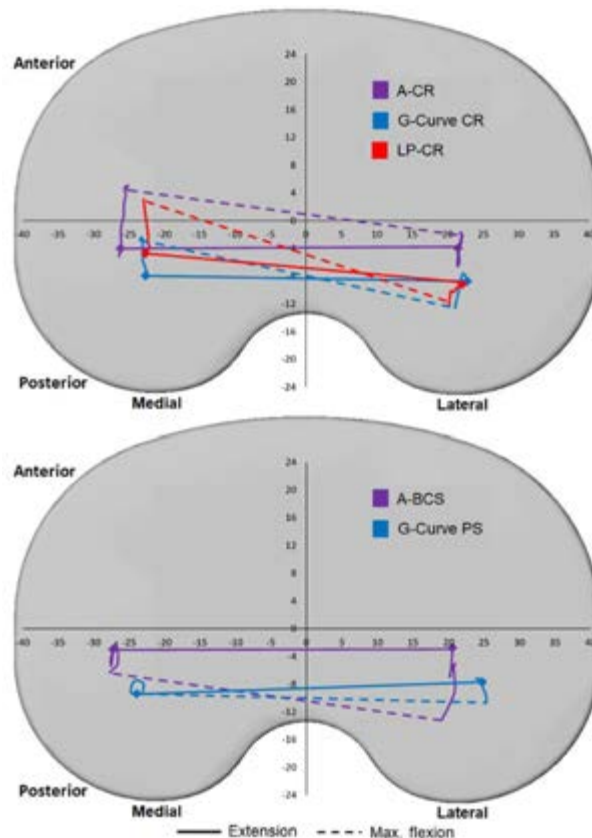 Anterior
A-CR
G-Curve CR
LP-CR
24
20
16
12
8
4
0
-40 -35 -30 -25 -20 -15 -10 -5 0 5 10 15 20 25 30 35 40
-4
-8
-12
-16
-20
-24
Posterior
Medial
Lateral
Anterior
A-BCS
G-Curve PS
24
20
16
12
8
4
0
-40 -35 -30 -25 -20 -15 -10 -5 0 5 10 15 20 25 30 35 40
-4
-8
-12
-16
-20
-24
Posterior
Medial
Lateral
Extension
Max. flexion